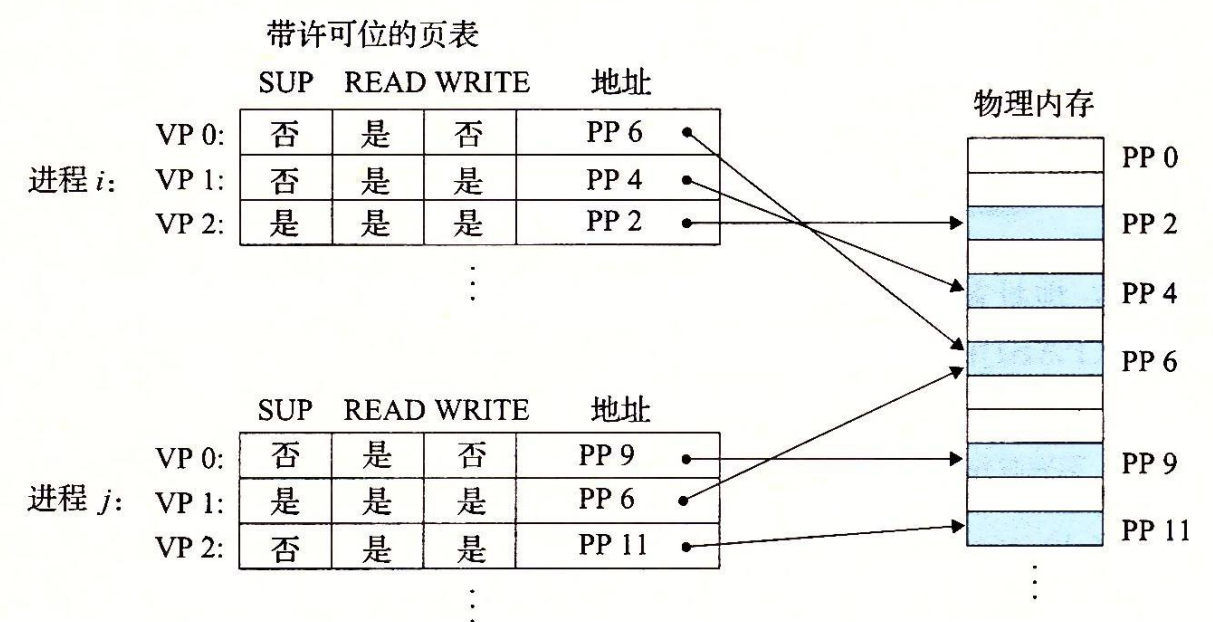 带许可位的页表
SUP READ WRITE 地址
物理内存
VP 0: 否 是 否 PP 6
PP 0
进程 i: VP 1: 否 是 是 PP 4
VP 2: 是 是 是 PP 2
PP 2
⋮
PP 4
PP 6
SUP READ WRITE 地址
VP 0: 否 是 否 PP 9
PP 9
进程 j: VP 1: 是 是 是 PP 6
VP 2: 否 是 是 PP 11
PP 11
⋮
⋮